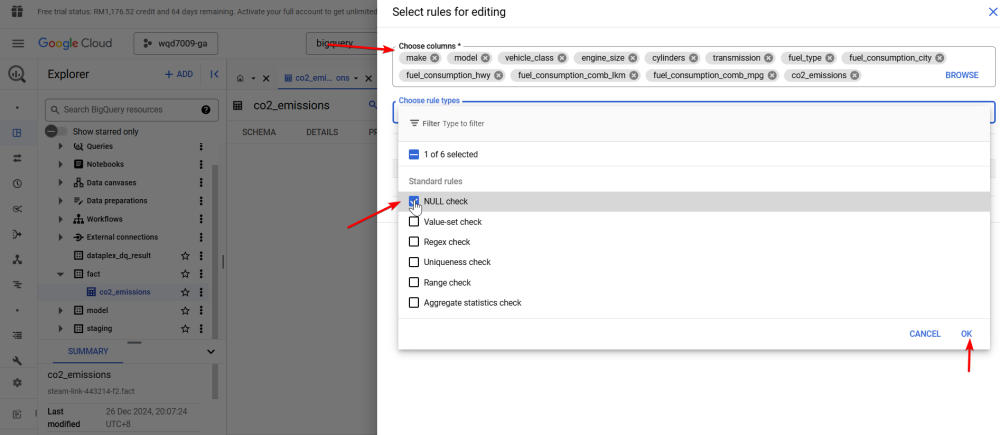 Free trial status: RM1,176.52 credit and 64 days remaining. Activate your full account to get unlimited
Google Cloud
wqd7009-ga
bigquery
Explorer
+ ADD
Search BigQuery resources
Show starred only
Queries
Notebooks
Data canvases
Data preparations
Workflows
External connections
dataplex_dq_result
fact
co2_emissions
model
staging
SUMMARY
co2_emissions
steam-link-443214-f2.fact
Last modified
26 Dec 2024, 20:07:24 UTC+8
co2_emi... ons
co2_emissions
SCHEMA DETAILS PR
Select rules for editing
Choose columns *
make model vehicle_class engine_size cylinders transmission fuel_type fuel_consumption_city
fuel_consumption_hwy fuel_consumption_comb_lkm fuel_consumption_comb_mpg co2_emissions
BROWSE
Choose rule types
Filter Type to filter
1 of 6 selected
Standard rules
NULL check
Value-set check
Regex check
Uniqueness check
Range check
Aggregate statistics check
CANCEL OK